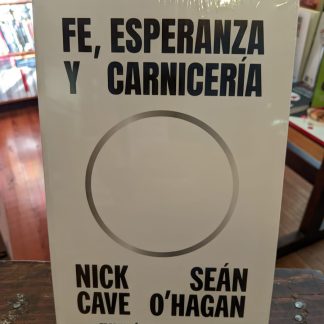 FE, ESPERANZA
Y CARNICERÍA
NICK SEÁN
CAVE O'HAGAN